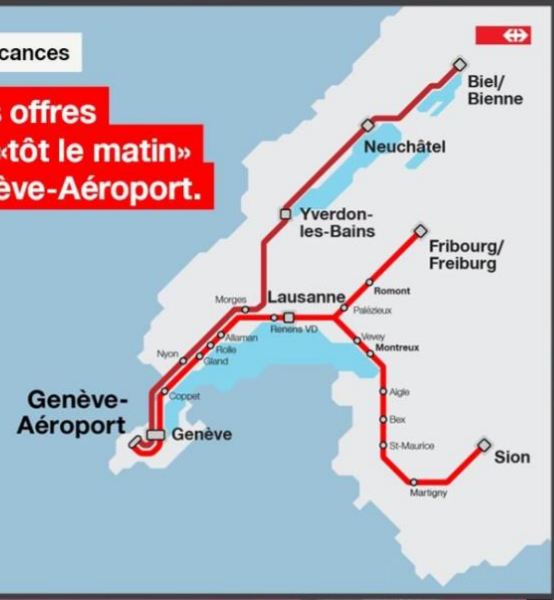 cances
s offres
«tôt le matin»
ève-Aéroport.
Biel/
Bienne
Neuchâtel
Yverdon-
les-Bains
Fribourg/
Freiburg
Romont
Palézieux
Lausanne
Renens VD
Morges
Allaman
Rolle
Gland
Nyon
Coppet
Vevey
Montreux
Genève-
Aéroport
Genève
Aigle
Bex
St-Maurice
Sion
Martigny